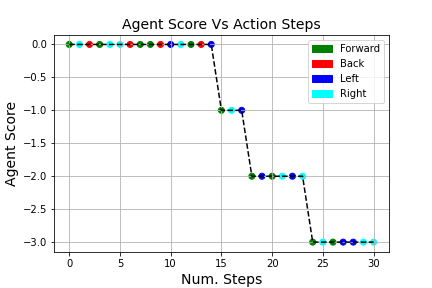 Agent Score Vs Action Steps
Agent Score
0.0
−0.5
−1.0
−1.5
−2.0
−2.5
−3.0
Forward
Back
Left
Right
0 5 10 15 20 25 30
Num. Steps